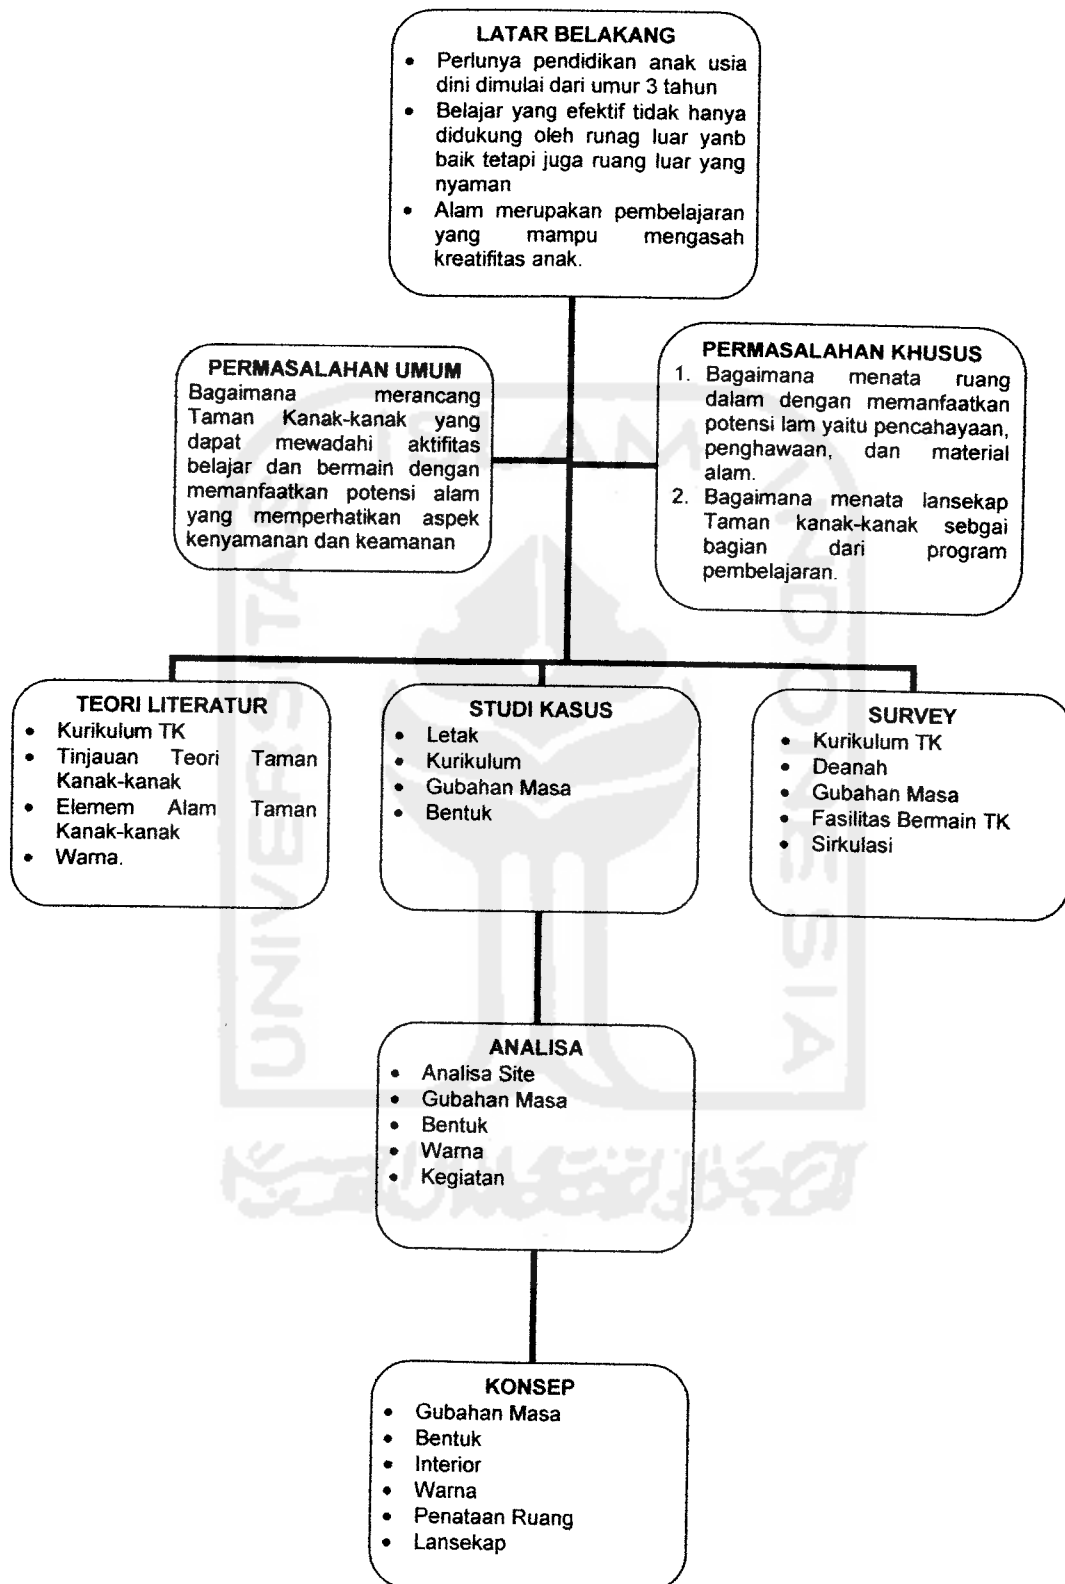 LATAR BELAKANG
• Perlunya pendidikan anak usia
dini dimulai dari umur 3 tahun
• Belajar yang efektif tidak hanya
didukung oleh runag luar yanb
baik tetapi juga ruang luar yang
nyaman
• Alam merupakan pembelajaran
yang mampu mengasah
kreatifitas anak.
PERMASALAHAN UMUM
Bagaimana merancang
Taman Kanak-kanak yang
dapat mewadahi aktifitas
belajar dan bermain dengan
memanfaatkan potensi alam
yang memperhatikan aspek
kenyamanan dan keamanan
PERMASALAHAN KHUSUS
1. Bagaimana menata ruang
dalam dengan memanfaatkan
potensi lam yaitu pencahayaan,
penghawaan, dan material
alam.
2. Bagaimana menata lansekap
Taman kanak-kanak sebgai
bagian dari program
pembelajaran.
TEORI LITERATUR
• Kurikulum TK
• Tinjauan Teori Taman
Kanak-kanak
• Elemem Alam Taman
Kanak-kanak
• Warna.
STUDI KASUS
• Letak
• Kurikulum
• Gubahan Masa
• Bentuk
SURVEY
• Kurikulum TK
• Deanah
• Gubahan Masa
• Fasilitas Bermain TK
• Sirkulasi
ANALISA
• Analisa Site
• Gubahan Masa
• Bentuk
• Warna
• Kegiatan
KONSEP
• Gubahan Masa
• Bentuk
• Interior
• Warna
• Penataan Ruang
• Lansekap
UNIVERSITAS
ISLAM
INDONESIA